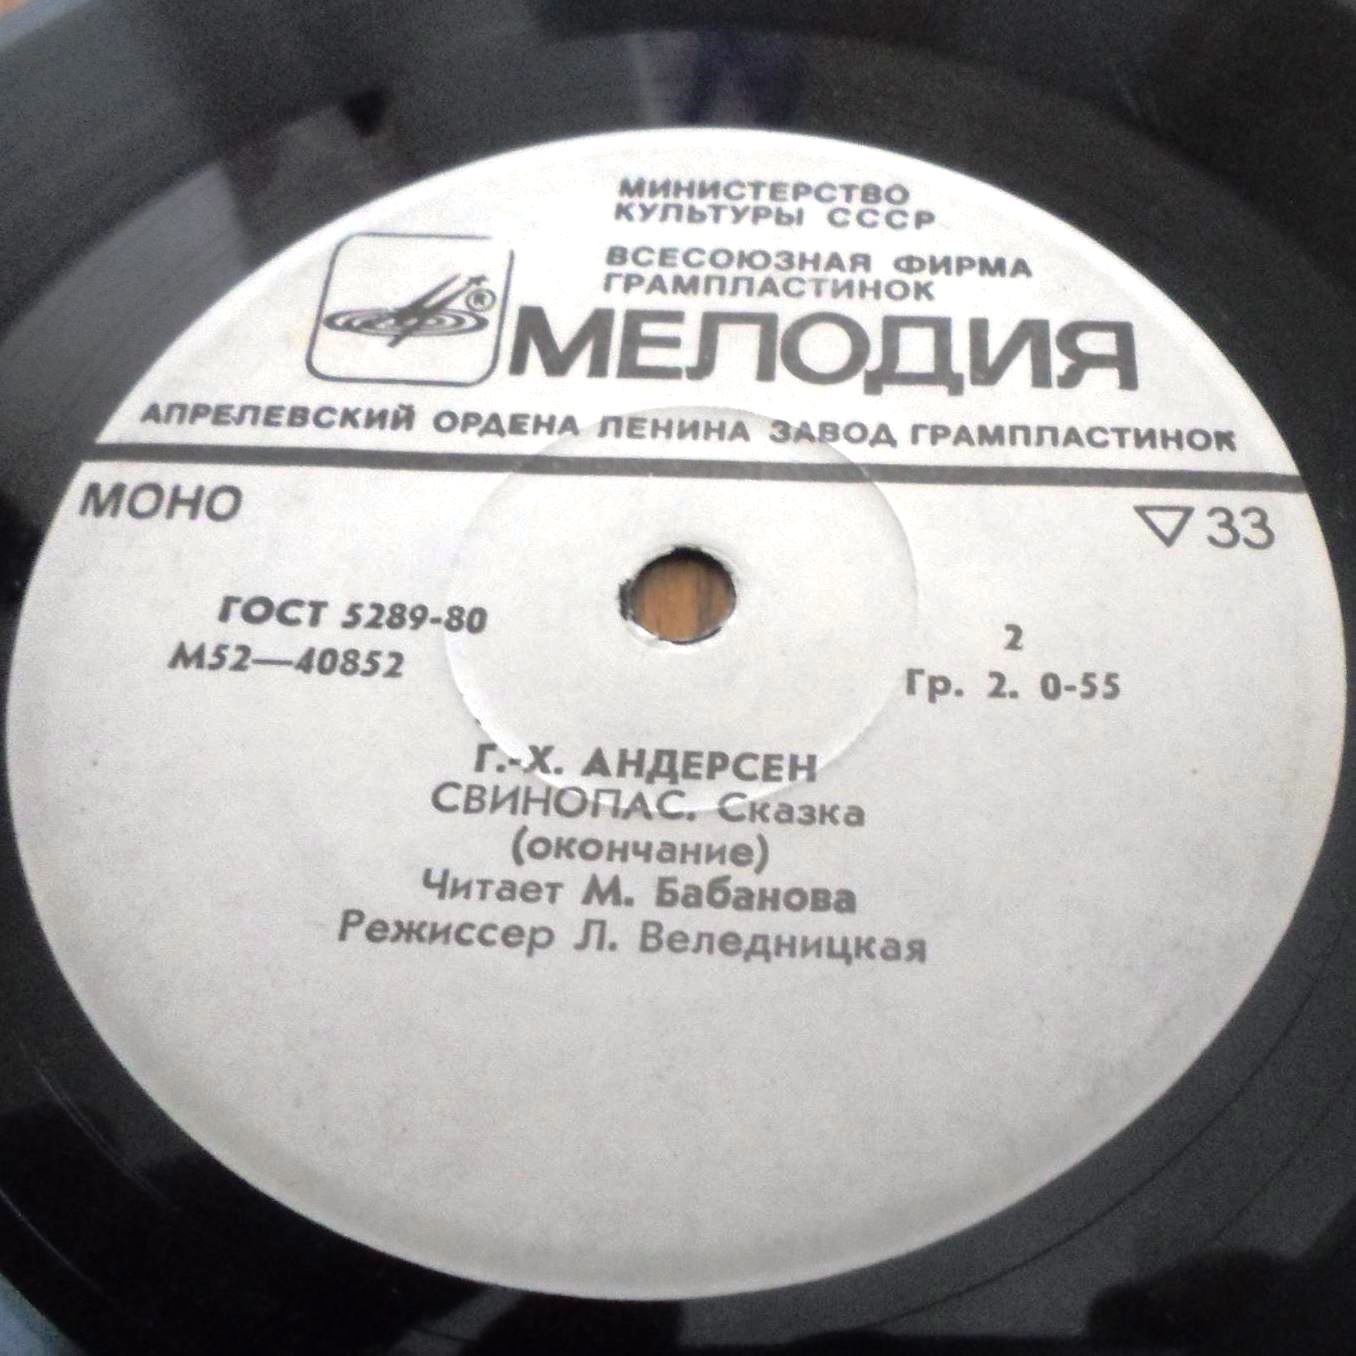 МИНИСТЕРСТВО
КУЛЬТУРЫ СССР
ВСЕСОЮЗНАЯ ФИРМА
ГРАМПЛАСТИНОК
®
МЕЛОДИЯ
АПРЕЛЕВСКИЙ ОРДЕНА ЛЕНИНА ЗАВОД ГРАМПЛАСТИНОК
МОНО
▽ 33
ГОСТ 5289-80
М52—40852
2
Гр. 2. 0-55
Г.-Х. АНДЕРСЕН
СВИНОПАС. Сказка
(окончание)
Читает М. Бабанова
Режиссер Л. Веледницкая